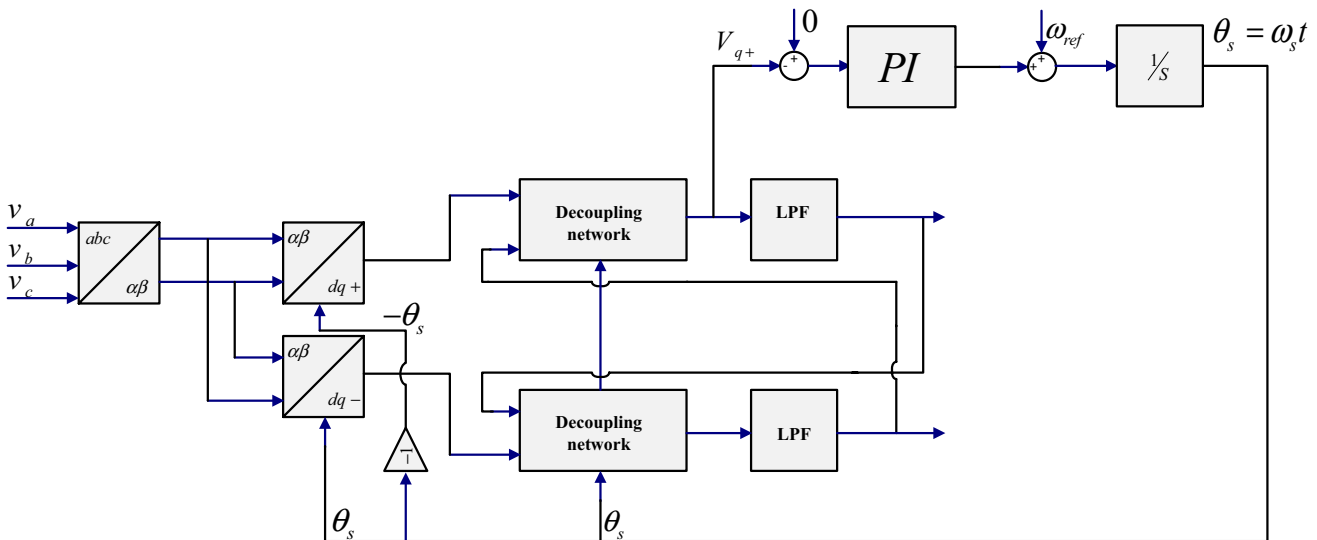 0
V_{q+}
- +
PI
ω_{ref}
+ +
1/S
θ_s = ω_s t
v_a
v_b
v_c
abc
αβ
αβ
dq +
Decoupling
network
LPF
−θ_s
αβ
dq −
Decoupling
network
LPF
-1
θ_s
θ_s